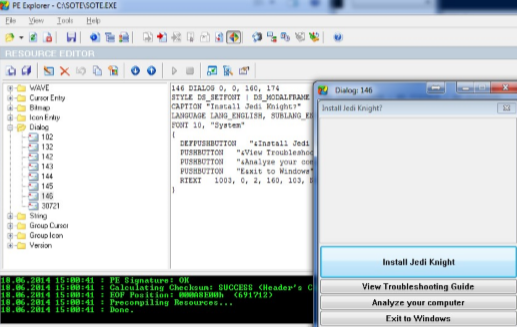 PE Explorer - C:\SOTE\SOTE.EXE
File View Tools Help
RESOURCE EDITOR
WAVE
Cursor Entry
Bitmap
Icon Entry
Dialog
102
132
142
143
144
145
146
30721
String
Group Cursor
Group Icon
Version
146 DIALOG 0, 0, 160, 174
STYLE DS_SETFONT | DS_MODALFRAME
CAPTION "Install Jedi Knight?"
LANGUAGE LANG_ENGLISH, SUBLANG_EN
FONT 10, "System"
{
DEFPUSHBUTTON "&Install Jedi
PUSHBUTTON "&View Troubleshoo
PUSHBUTTON "&Analyze your com
PUSHBUTTON "E&xit to Windows"
RTEXT 1003, 0, 2, 160, 103,
}
Dialog: 146
Install Jedi Knight?
Install Jedi Knight
View Troubleshooting Guide
Analyze your computer
Exit to Windows
18.06.2014 15:00:41 : PE Signature: OK
18.06.2014 15:00:41 : Calculating Checksum: SUCCESS (Header's C
18.06.2014 15:00:41 : EOF Position: (691712)
18.06.2014 15:00:41 : Precompiling Resources...
18.06.2014 15:00:41 : Done.